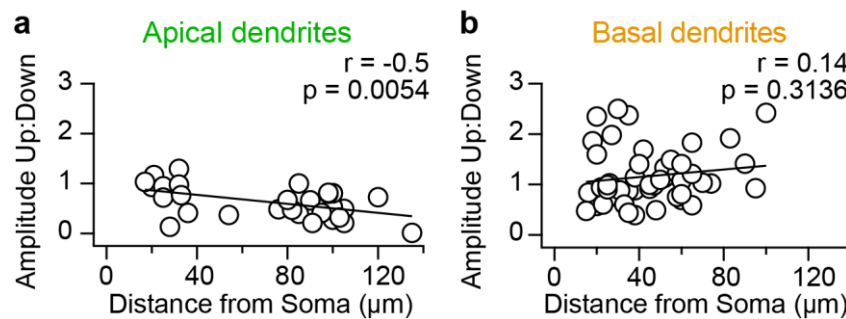 a
Apical dendrites
r = -0.5
p = 0.0054
Amplitude Up:Down
3
2
1
0
0
40
80
120
Distance from Soma (µm)
b
Basal dendrites
r = 0.14
p = 0.3136
Amplitude Up:Down
3
2
1
0
0
40
80
120
Distance from Soma (µm)